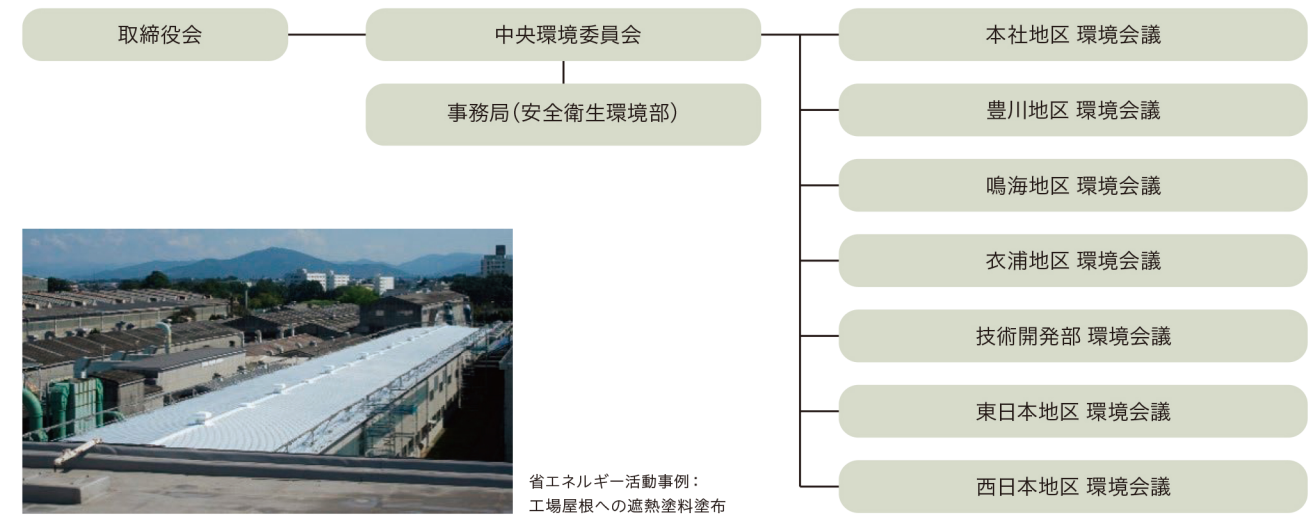 取締役会
中央環境委員会
事務局(安全衛生環境部)
本社地区 環境会議
豊川地区 環境会議
鳴海地区 環境会議
衣浦地区 環境会議
技術開発部 環境会議
東日本地区 環境会議
西日本地区 環境会議
省エネルギー活動事例：
工場屋根への遮熱塗料塗布